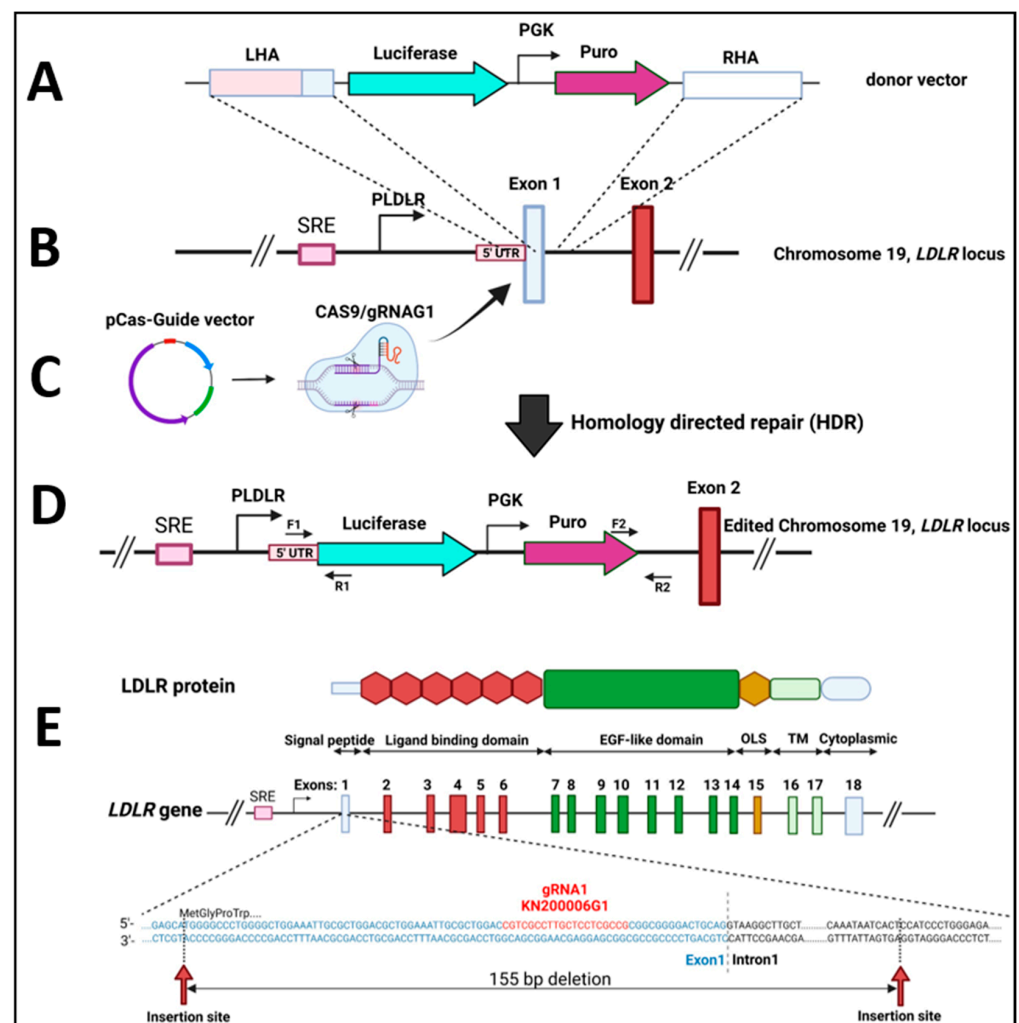 A
LHA
Luciferase
PGK
Puro
RHA
donor vector
B
SRE
PLDLR
5' UTR
Exon 1
Exon 2
Chromosome 19, LDLR locus
C
pCas-Guide vector
CAS9/gRNAG1
Homology directed repair (HDR)
D
SRE
PLDLR
F1
5' UTR
R1
Luciferase
PGK
Puro
F2
R2
Exon 2
Edited Chromosome 19, LDLR locus
E
LDLR protein
Signal peptide
Ligand binding domain
EGF-like domain
OLS
TM
Cytoplasmic
LDLR gene
SRE
Exons: 1 2 3 4 5 6 7 8 9 10 11 12 13 14 15 16 17 18
gRNA1
KN200006G1
MetGlyProTrp....
5'- ....GAGCATGGGGCCCTGGGGCTGGAAATTGCGCTGGACGCTGGAAATTGCGCTGGACCGTCGCCTTGCTCCTCGCCGCGGCGGGGACTGCAGGTAAGGCTTGCT...... CAAATAATCACTCCATCCCTGGGAGA....
3'- ....CTCGTACCCCGGGACCCCGACCTTTAACGCGACCTGCGACCTTTAACGCGACCTGGCAGCGGAACGAGGAGCGGCGCCGCCCCTGACGTCCATTCCGAACGA...... GTTTATTAGTGAGGTAGGGACCCTCT....
Exon1 Intron1
155 bp deletion
Insertion site
Insertion site